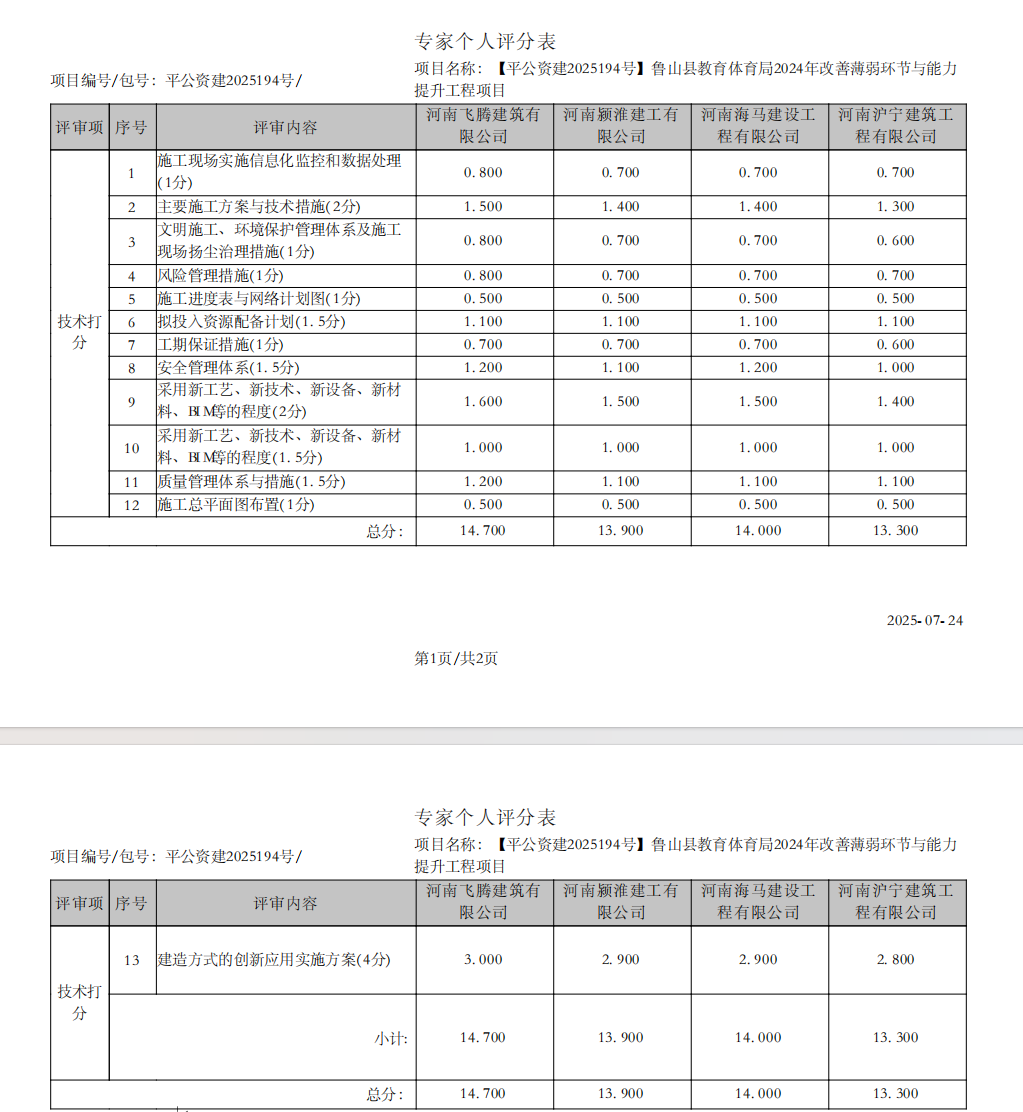 专家个人评分表
项目编号/包号：平公资建2025194号/
项目名称：【平公资建2025194号】鲁山县教育体育局2024年改善薄弱环节与能力
提升工程项目
评审项 序号 评审内容 河南飞腾建筑有限公司 河南颍淮建工有限公司 河南海马建设工程有限公司 河南沪宁建筑工程有限公司
技术打分
1 施工现场实施信息化监控和数据处理(1分) 0.800 0.700 0.700 0.700
2 主要施工方案与技术措施(2分) 1.500 1.400 1.400 1.300
3 文明施工、环境保护管理体系及施工现场扬尘治理措施(1分) 0.800 0.700 0.700 0.600
4 风险管理措施(1分) 0.800 0.700 0.700 0.700
5 施工进度表与网络计划图(1分) 0.500 0.500 0.500 0.500
6 拟投入资源配备计划(1.5分) 1.100 1.100 1.100 1.100
7 工期保证措施(1分) 0.700 0.700 0.700 0.600
8 安全管理体系(1.5分) 1.200 1.100 1.200 1.000
9 采用新工艺、新技术、新设备、新材料、BIM等的程度(2分) 1.600 1.500 1.500 1.400
10 采用新工艺、新技术、新设备、新材料、BIM等的程度(1.5分) 1.000 1.000 1.000 1.000
11 质量管理体系与措施(1.5分) 1.200 1.100 1.100 1.100
12 施工总平面图布置(1分) 0.500 0.500 0.500 0.500
总分： 14.700 13.900 14.000 13.300
2025-07-24
第1页/共2页
专家个人评分表
项目编号/包号：平公资建2025194号/
项目名称：【平公资建2025194号】鲁山县教育体育局2024年改善薄弱环节与能力
提升工程项目
评审项 序号 评审内容 河南飞腾建筑有限公司 河南颍淮建工有限公司 河南海马建设工程有限公司 河南沪宁建筑工程有限公司
技术打分
13 建造方式的创新应用实施方案(4分) 3.000 2.900 2.900 2.800
小计: 14.700 13.900 14.000 13.300
总分： 14.700 13.900 14.000 13.300